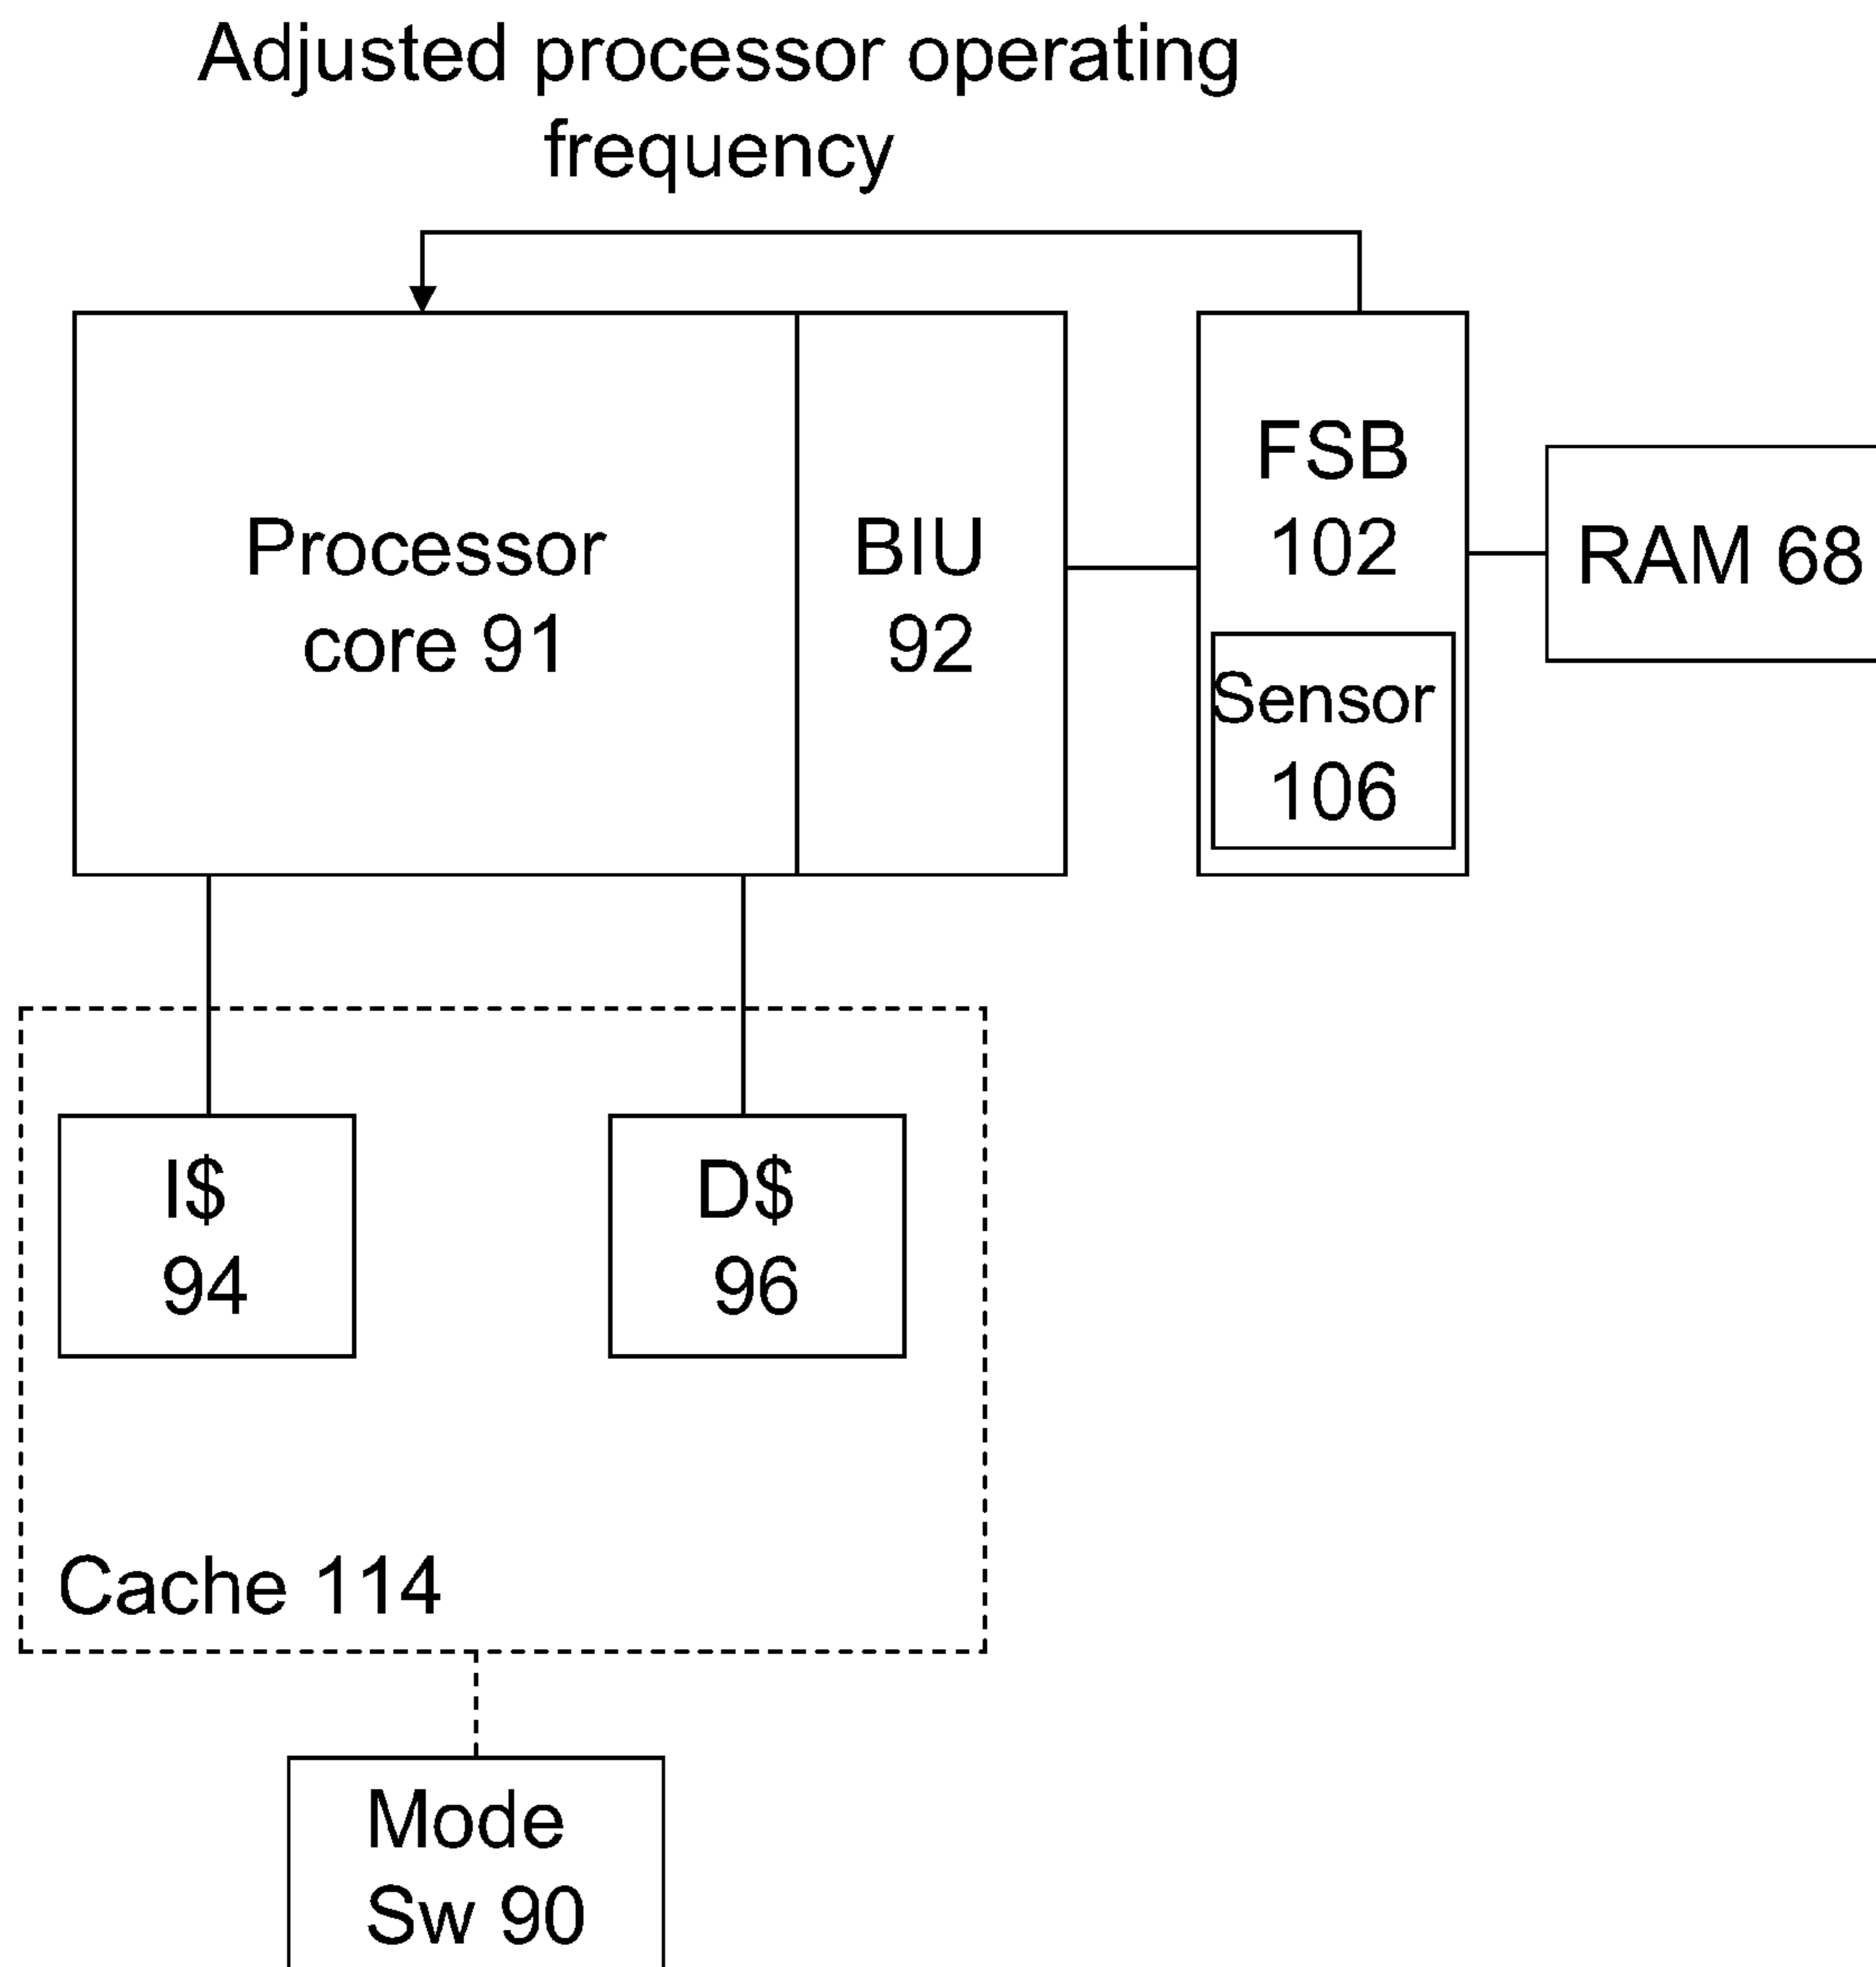 Adjusted processor operating
frequency
Processor
core 91
BIU
92
FSB
102
Sensor
106
RAM 68
I$
94
D$
96
Cache 114
Mode
Sw 90